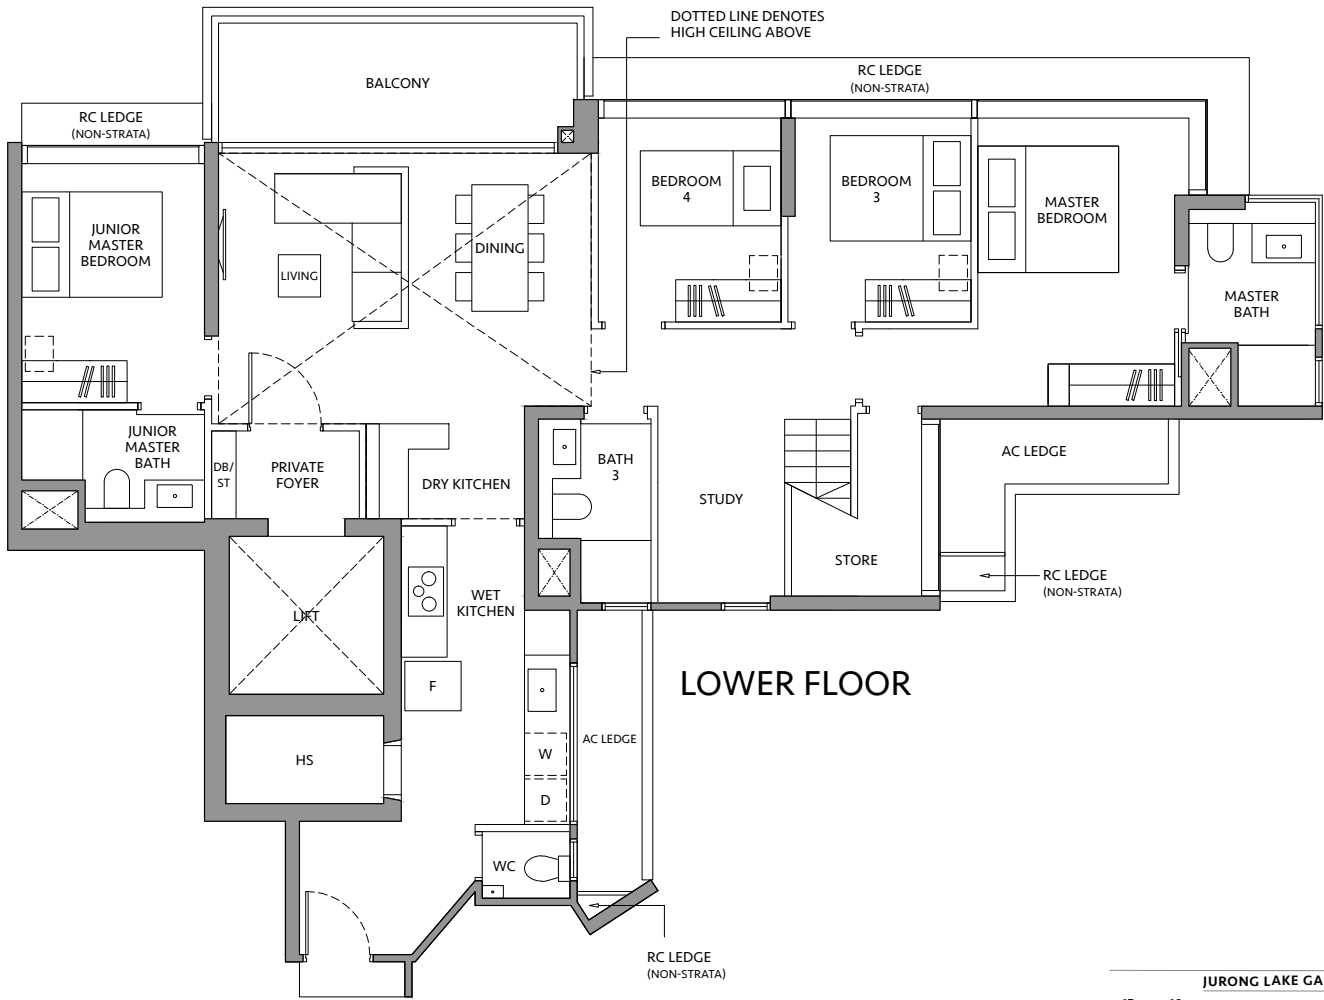 DOTTED LINE DENOTES
HIGH CEILING ABOVE
BALCONY
RC LEDGE
(NON-STRATA)
RC LEDGE
(NON-STRATA)
JUNIOR
MASTER
BEDROOM
LIVING
DINING
BEDROOM
4
BEDROOM
3
MASTER
BEDROOM
MASTER
BATH
JUNIOR
MASTER
BATH
DB/
ST
PRIVATE
FOYER
DRY KITCHEN
BATH
3
STUDY
AC LEDGE
STORE
RC LEDGE
(NON-STRATA)
WET
KITCHEN
LIFT
F
LOWER FLOOR
HS
W
AC LEDGE
D
WC
RC LEDGE
(NON-STRATA)
JURONG LAKE GA